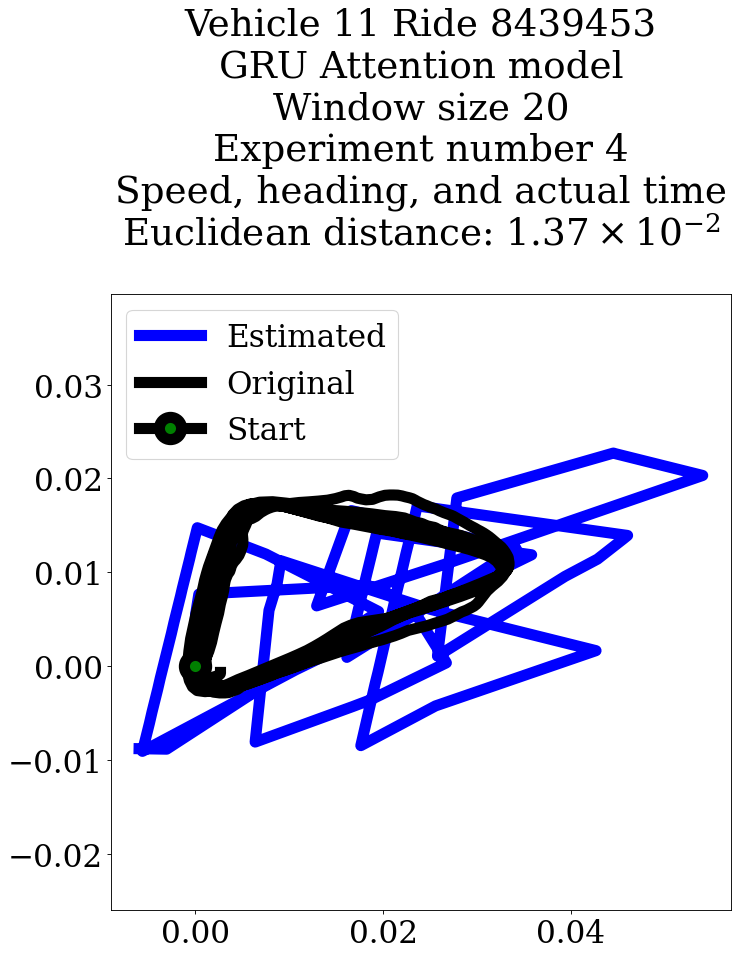 Vehicle 11 Ride 8439453
GRU Attention model
Window size 20
Experiment number 4
Speed, heading, and actual time
Euclidean distance: 1.37 × 10⁻²
Estimated
Original
Start
0.03
0.02
0.01
0.00
−0.01
−0.02
0.00 0.02 0.04